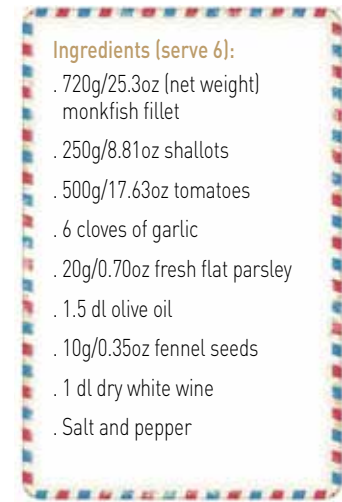 Ingredients (serve 6):
. 720g/25.3oz (net weight)
monkfish fillet
. 250g/8.81oz shallots
. 500g/17.63oz tomatoes
. 6 cloves of garlic
. 20g/0.70oz fresh flat parsley
. 1.5 dl olive oil
. 10g/0.35oz fennel seeds
. 1 dl dry white wine
. Salt and pepper